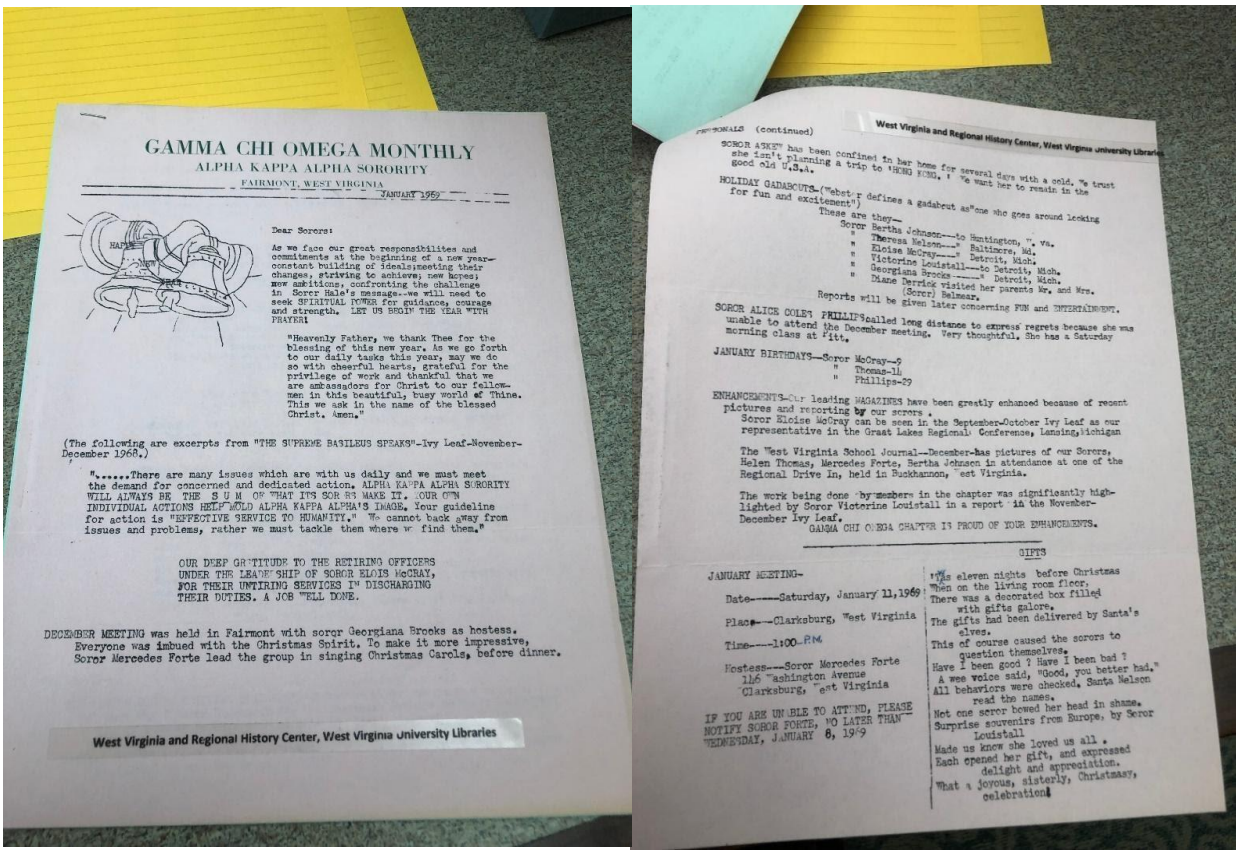 GAMMA CHI OMEGA MONTHLY
ALPHA KAPPA ALPHA SORORITY
FAIRMONT, WEST VIRGINIA
JANUARY 1969
HAPPY
NEW
Dear Sorors:
As we face our great responsibilites and
commitments at the beginning of a new year—
constant building of ideals;meeting their
changes, striving to achieve; new hopes;
new ambitions, confronting the challenge
in Soror Hale's message--we will need to
seek SPIRITUAL POWER for guidance, courage
and strength. LET US BEGIN THE YEAR WITH
PRAYER!
"Heavenly Father, we thank Thee for the
blessing of this new year. As we go forth
to our daily tasks this year, may we do
so with cheerful hearts, grateful for the
privilege of work and thankful that we
are ambassadors for Christ to our fellow-
men in this beautiful, busy world of Thine.
This we ask in the name of the blessed
Christ. Amen."
(The following are excerpts from "THE SUPREME BASILEUS SPEAKS"-Ivy Leaf-November-
December 1968.)
"......There are many issues which are with us daily and we must meet
the demand for concerned and dedicated action. ALPHA KAPPA ALPHA SORORITY
WILL ALWAYS BE THE S U M OF WHAT ITS SOR RS MAKE IT. YOUR OWN
INDIVIDUAL ACTIONS HELP MOLD ALPHA KAPPA ALPHA'S IMAGE. Your guideline
for action is "EFFECTIVE SERVICE TO HUMANITY." We cannot back away from
issues and problems, rather we must tackle them where w find them."
OUR DEEP GRATITUDE TO THE RETIRING OFFICERS
UNDER THE LEADERSHIP OF SOROR ELOIS McCRAY,
FOR THEIR UNTIRING SERVICES IN DISCHARGING
THEIR DUTIES. A JOB WELL DONE.
DECEMBER MEETING was held in Fairmont with soror Georgiana Brooks as hostess.
Everyone was imbued with the Christmas Spirit. To make it more impressive,
Soror Mercedes Forte lead the group in singing Christmas Carols, before dinner.
West Virginia and Regional History Center, West Virginia University Libraries
West Virginia and Regional History Center, West Virginia University Libraries
PERSONALS (continued)
SOROR ASKEW has been confined in her home for several days with a cold. We trust
she isn't planning a trip to 'HONG KONG.' We want her to remain in the
good old U.S.A.
HOLIDAY GADABOUTS-(Webster defines a gadabout as"one who goes around looking
for fun and excitement")
These are they—
Soror Bertha Johnson---to Huntington, W. Va.
" Theresa Nelson---" Baltimre, Md.
" Eloise McCray----" Detroit, Mich.
" Victorine Louistall---to Detroit, Mich.
" Georgiana Brooks -----" Detroit, Mich.
" Diane Derrick visited her parents Mr. and Mrs.
(Soror) Belmear.
Reports will be given later concerning FUN and ENTERTAINMENT.
SOROR ALICE COLES PHILLIPS called long distance to express regrets because she was
unable to attend the December meeting. Very thoughtful. She has a Saturday
morning class at Pitt.
JANUARY BIRTHDAYS—Soror McCray-9
" Thomas-14
" Phillips-29
ENHANCEMENTS-Our leading MAGAZINES have been greatly enhanced because of recent
pictures and reporting by our sorors .
Soror Eloise McCray can be seen in the September-October Ivy Leaf as our
representative in the Great Lakes Regional Conference, Lansing,Michigan
The West Virginia School Journal--December-has pictures of our Sorors,
Helen Thomas, Mercedes Forte, Bertha Johnson in attendance at one of the
Regional Drive In, held in Buckhannon, West Virginia.
The work being done by members in the chapter was significantly high-
lighted by Soror Victorine Louistall in a report in the November-
December Ivy Leaf.
GAMMA CHI OMEGA CHAPTER IS PROUD OF YOUR ENHANCEMENTS.
JANUARY MEETING-
Date-----Saturday, January 11,1969
Place--Clarksburg, West Virginia
Time----1:00 P.M.
Hostess---Soror Mercedes Forte
146 Washington Avenue
Clarksburg, West Virginia
IF YOU ARE UNABLE TO ATTEND, PLEASE
NOTIFY SOROR FORTE, NO LATER THAN
WEDNESDAY, JANUARY 8, 1969
GIFTS
'Twas eleven nights before Christmas
When on the living room floor,
There was a decorated box filled
with gifts galore.
The gifts had been delivered by Santa's
elves.
This of course caused the sorors to
question themselves.
Have I been good ? Have I been bad ?
A wee voice said, "Good, you better had."
All behaviors were checked. Santa Nelson
read the names.
Not one soror bowed her head in shame.
Surprise souvenirs from Europe, by Soror
Louistall
Made us know she loved us all .
Each opened her gift, and expressed
delight and appreciation.
What a joyous, sisterly, Christmasy,
celebration!